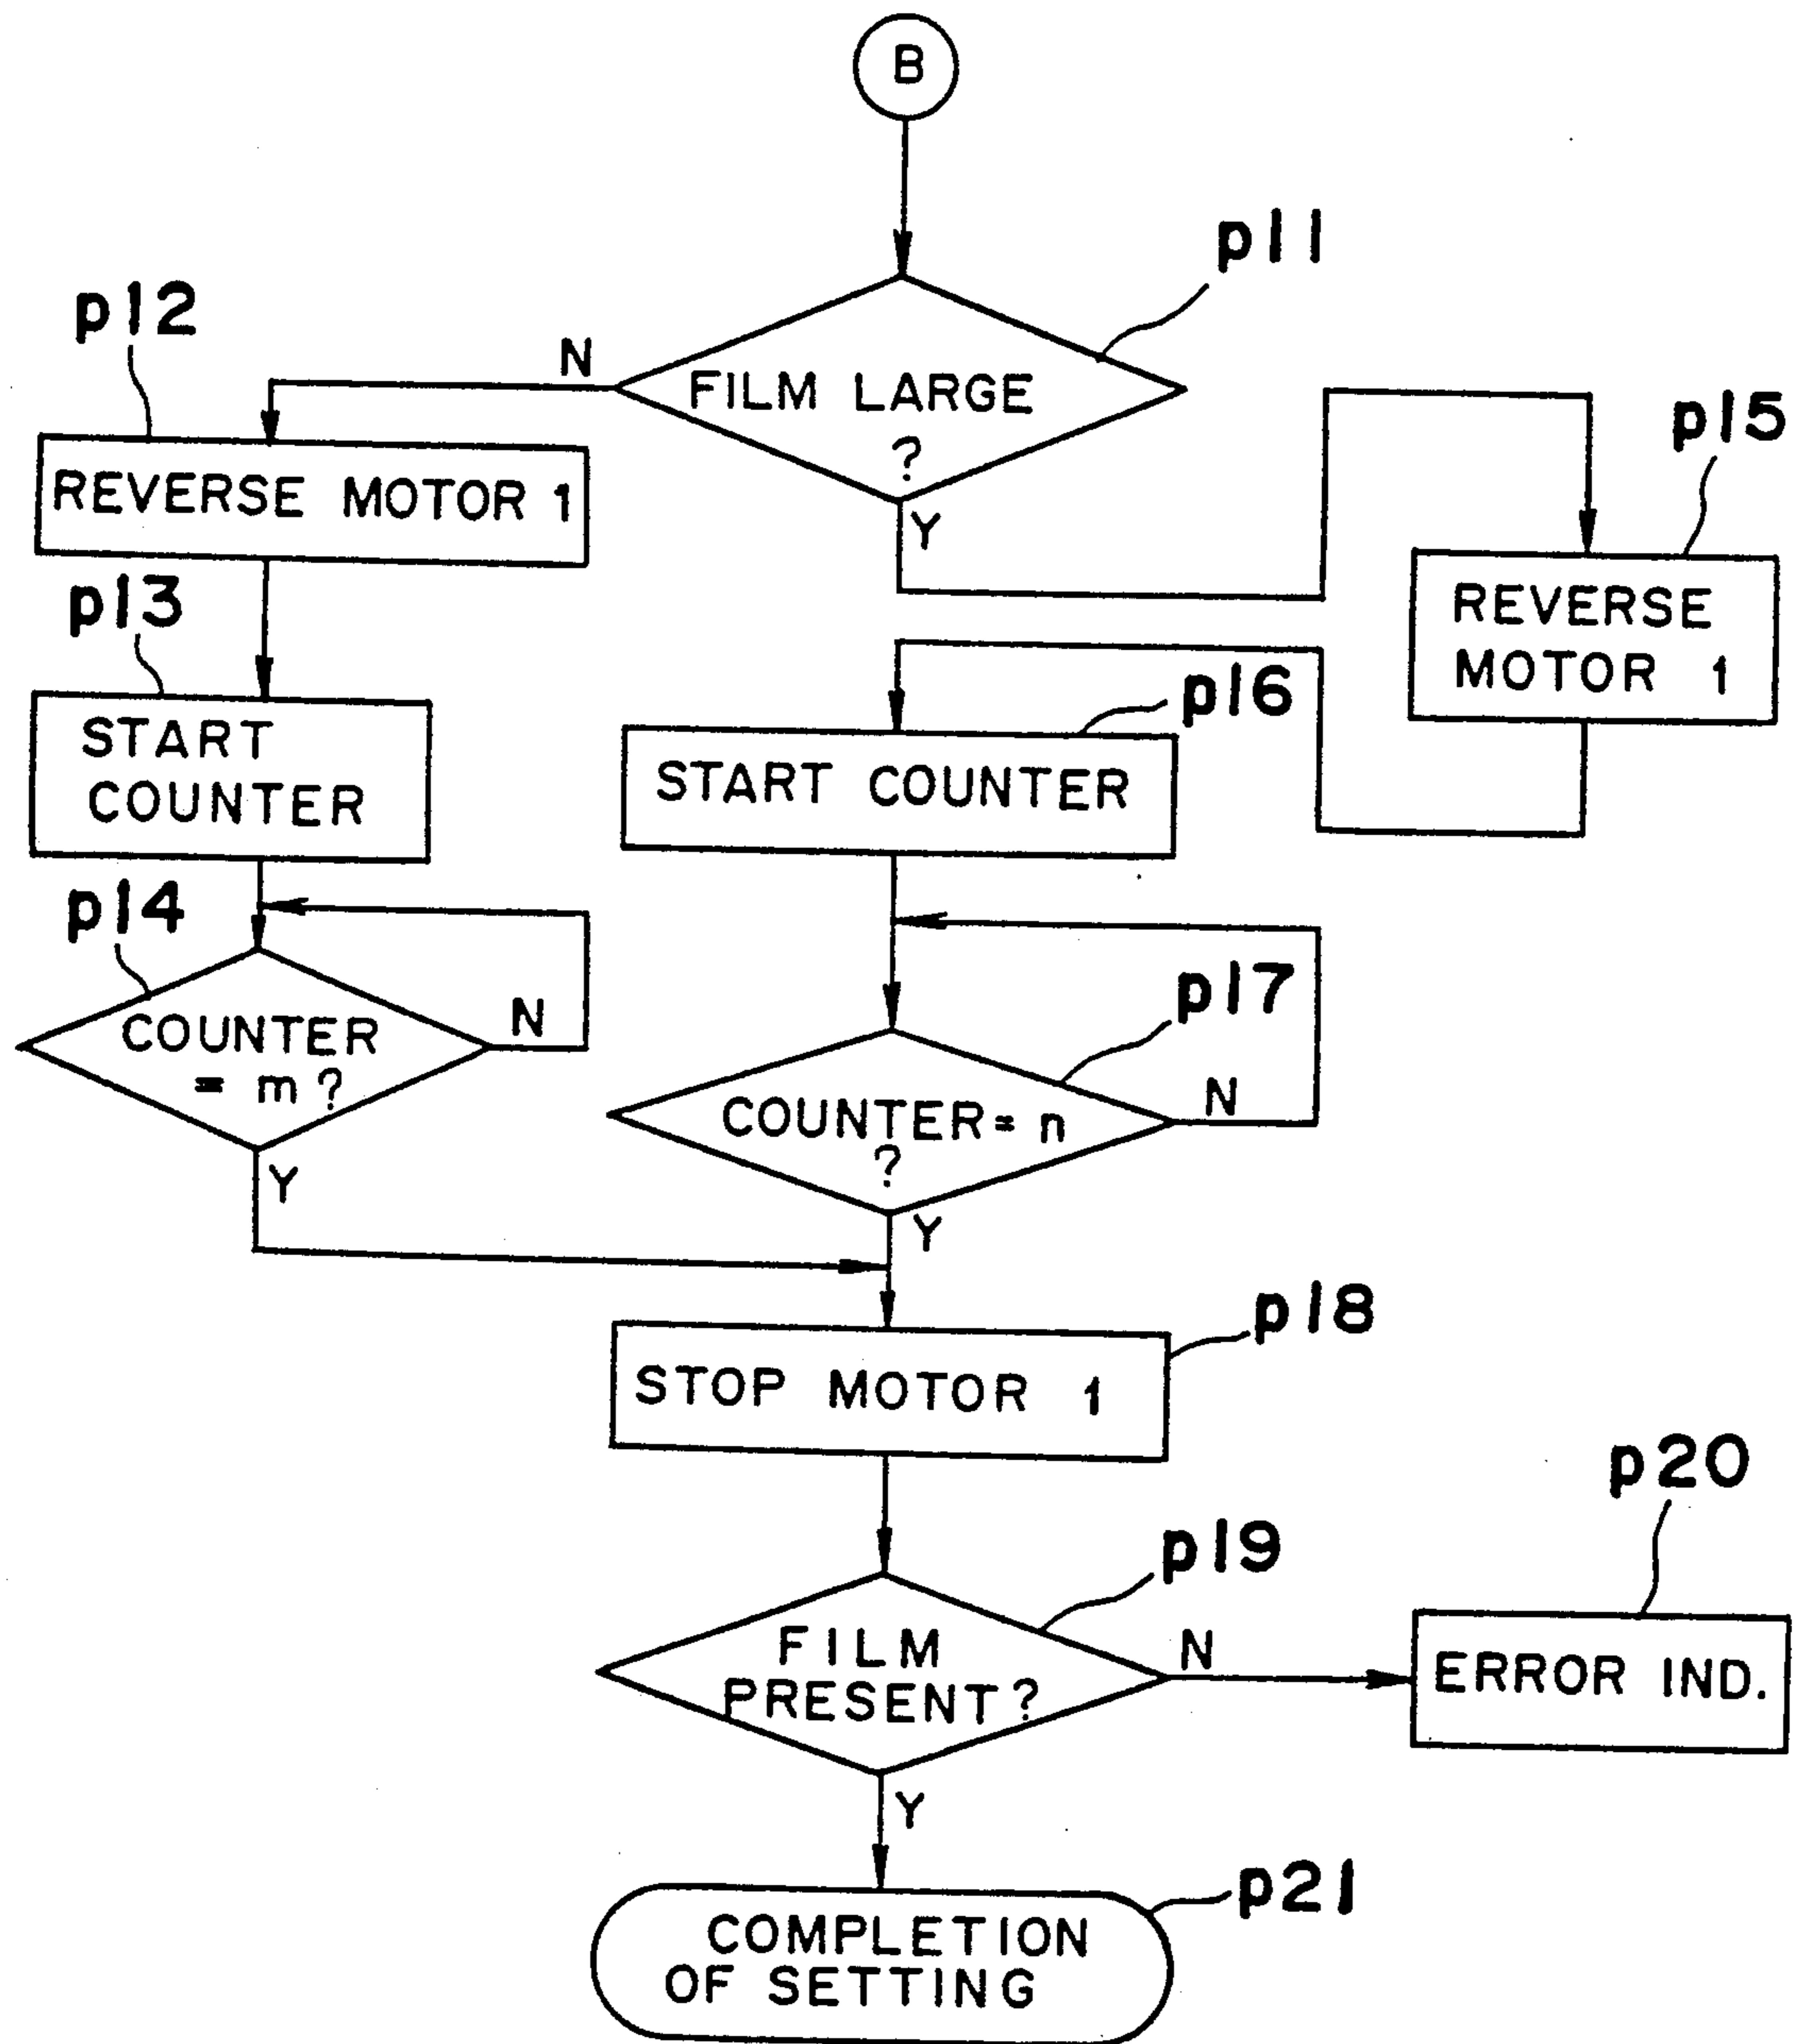 B
p11
FILM LARGE
?
N
Y
p12
REVERSE MOTOR 1
p15
REVERSE
MOTOR 1
p13
START
COUNTER
p16
START COUNTER
p14
COUNTER
= m?
N
Y
p17
COUNTER = n
?
N
Y
p18
STOP MOTOR 1
p19
FILM
PRESENT?
N
Y
p20
ERROR IND.
p21
COMPLETION
OF SETTING